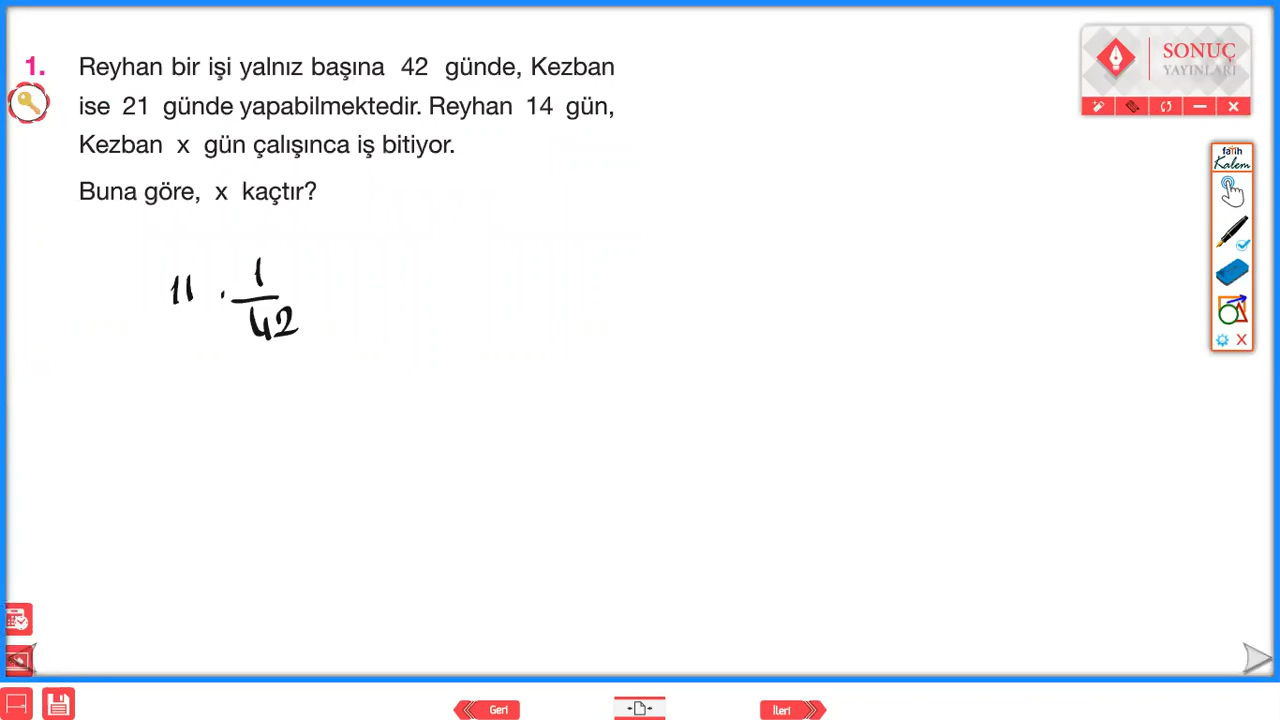 1. Reyhan bir işi yalnız başına 42 günde, Kezban
ise 21 günde yapabilmektedir. Reyhan 14 gün,
Kezban x gün çalışınca iş bitiyor.
Buna göre, x kaçtır?
11 . 1/42
SONUÇ
YAYINLARI
fatih
Kalem
Geri
İleri